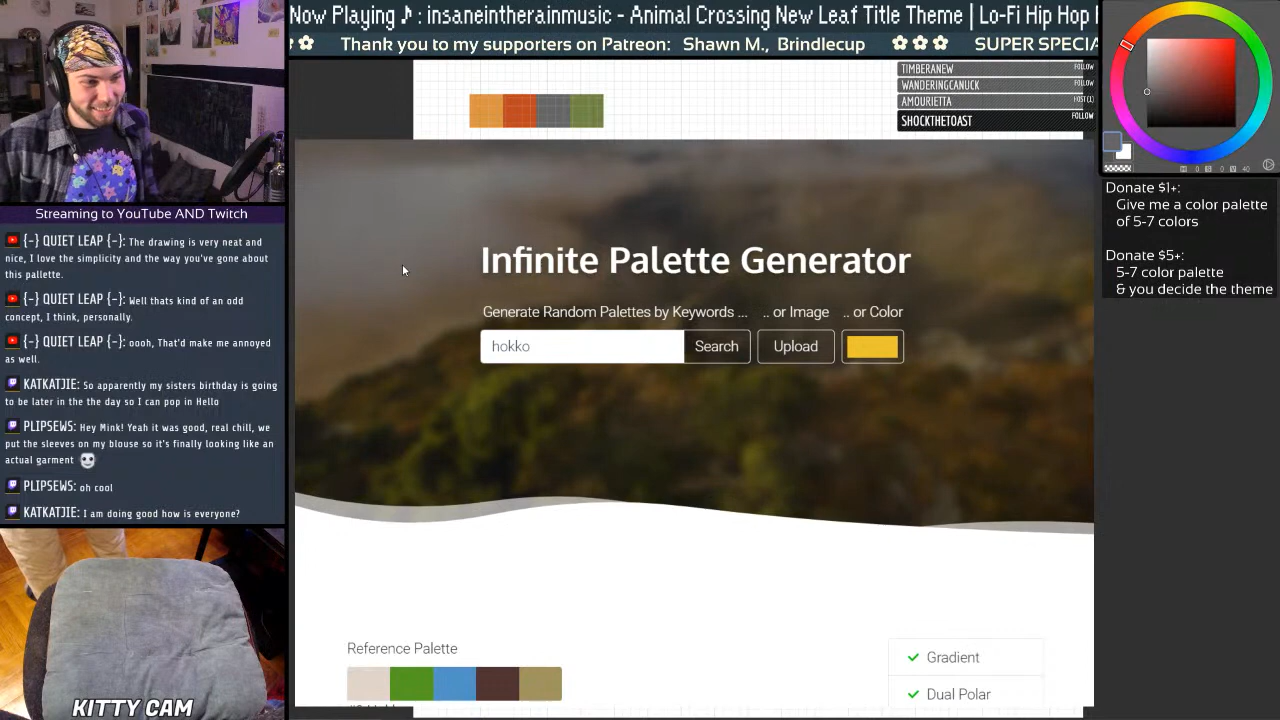 Now Playing ♪ : insaneintherainmusic - Animal Crossing New Leaf Title Theme | Lo-Fi Hip Hop
Thank you to my supporters on Patreon: Shawn M., Brindlecup ✿ ✿ ✿ SUPER SPECIA
TIMBERANEW FOLLOW
WANDERINGCANUCK FOLLOW
AMOURIETTA HOST(1)
SHOCKTHETOAST FOLLOW
Streaming to YouTube AND Twitch
{-} QUIET LEAP {-}: The drawing is very neat and
nice, I love the simplicity and the way you've gone about
this pallette.
{-} QUIET LEAP {-}: Well thats kind of an odd
concept, I think, personally.
{-} QUIET LEAP {-}: oooh, That'd make me annoyed
as well.
KATKATJIE: So apparently my sisters birthday is going
to be later in the the day so I can pop in Hello
PLIPSEWS: Hey Mink! Yeah it was good, real chill, we
put the sleeves on my blouse so it's finally looking like an
actual garment
PLIPSEWS: oh cool
KATKATJIE: I am doing good how is everyone?
KITTY CAM
Infinite Palette Generator
Generate Random Palettes by Keywords ... .. or Image .. or Color
hokko Search Upload
Reference Palette
Gradient
Dual Polar
Donate $1+:
Give me a color palette
of 5-7 colors
Donate $5+:
5-7 color palette
& you decide the theme